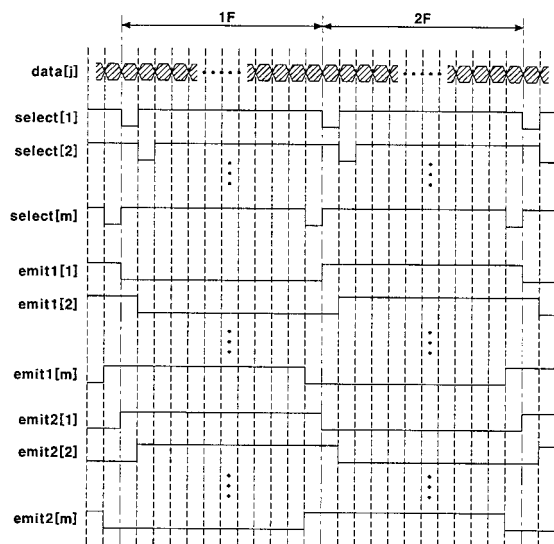 1F 2F
data[j]
select[1]
select[2]
select[m]
emit1[1]
emit1[2]
emit1[m]
emit2[1]
emit2[2]
emit2[m]